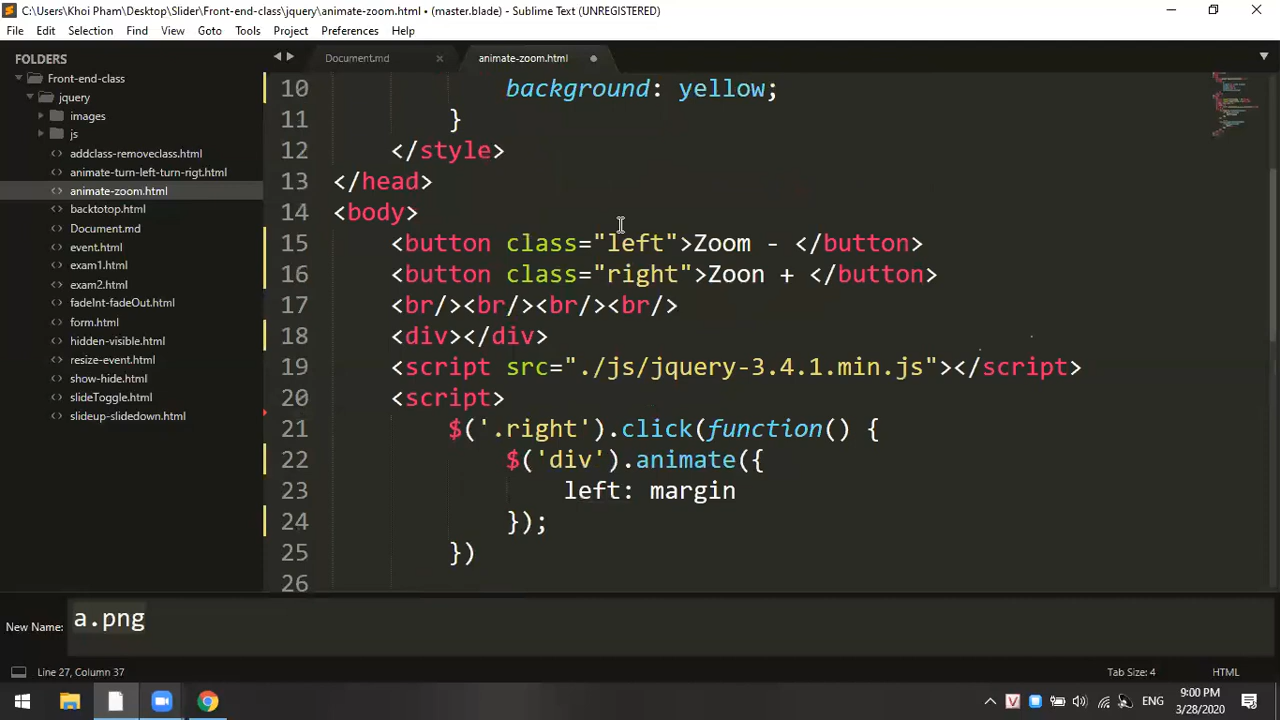 C:\Users\Khoi Pham\Desktop\Slider\Front-end-class\jquery\animate-zoom.html • (master.blade) - Sublime Text (UNREGISTERED)
File Edit Selection Find View Goto Tools Project Preferences Help
FOLDERS
Front-end-class
jquery
images
js
addclass-removeclass.html
animate-turn-left-turn-rigt.html
animate-zoom.html
backtotop.html
Document.md
event.html
exam1.html
exam2.html
fadeInt-fadeOut.html
form.html
hidden-visible.html
resize-event.html
show-hide.html
slideToggle.html
slideup-slidedown.html
Document.md
animate-zoom.html
10 background: yellow;
11 }
12 </style>
13 </head>
14 <body>
15 <button class="left">Zoom - </button>
16 <button class="right">Zoon + </button>
17 <br/><br/><br/><br/>
18 <div></div>
19 <script src="./js/jquery-3.4.1.min.js"></script>
20 <script>
21 $('.right').click(function() {
22 $('div').animate({
23 left: margin
24 });
25 })
26
New Name: a.png
Line 27, Column 37
Tab Size: 4
HTML
ENG
9:00 PM
3/28/2020